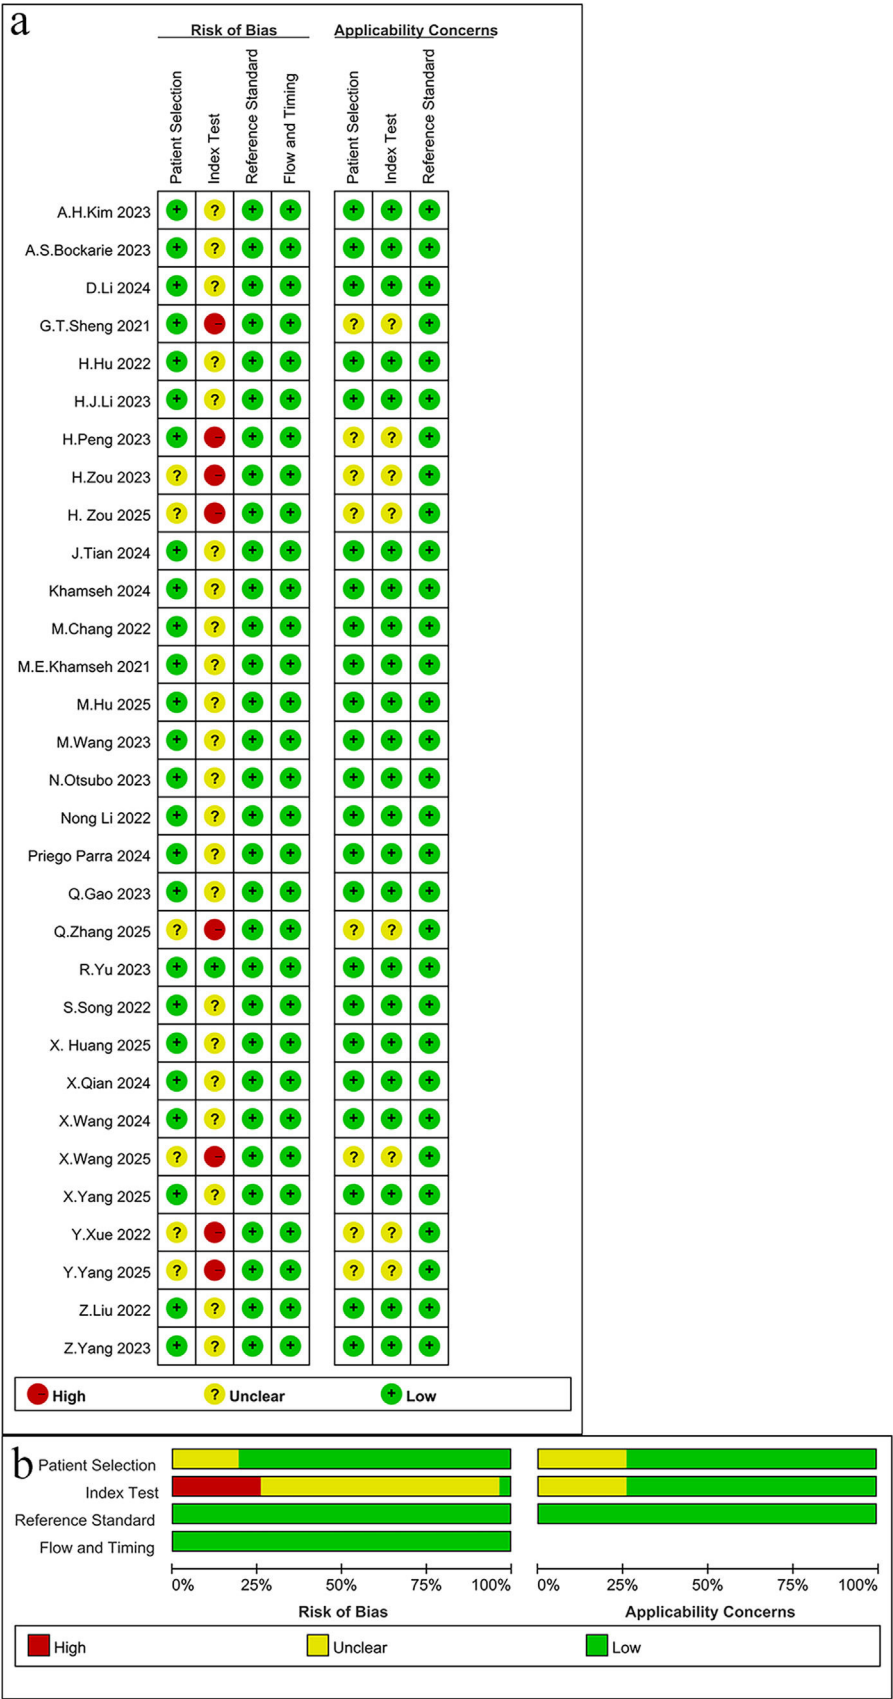 a
Risk of Bias
Applicability Concerns
Patient Selection
Index Test
Reference Standard
Flow and Timing
Patient Selection
Index Test
Reference Standard
A.H.Kim 2023 + ? + + + + +
A.S.Bockarie 2023 + ? + + + + +
D.Li 2024 + ? + + + + +
G.T.Sheng 2021 + - + + ? ? +
H.Hu 2022 + ? + + + + +
H.J.Li 2023 + ? + + + + +
H.Peng 2023 + - + + ? ? +
H.Zou 2023 ? - + + ? ? +
H. Zou 2025 ? - + + ? ? +
J.Tian 2024 + ? + + + + +
Khamseh 2024 + ? + + + + +
M.Chang 2022 + ? + + + + +
M.E.Khamseh 2021 + ? + + + + +
M.Hu 2025 + ? + + + + +
M.Wang 2023 + ? + + + + +
N.Otsubo 2023 + ? + + + + +
Nong Li 2022 + ? + + + + +
Priego Parra 2024 + ? + + + + +
Q.Gao 2023 + ? + + + + +
Q.Zhang 2025 ? - + + ? ? +
R.Yu 2023 + + + + + + +
S.Song 2022 + ? + + + + +
X. Huang 2025 + ? + + + + +
X.Qian 2024 + ? + + + + +
X.Wang 2024 + ? + + + + +
X.Wang 2025 ? - + + ? ? +
X.Yang 2025 + ? + + + + +
Y.Xue 2022 ? - + + ? ? +
Y.Yang 2025 ? - + + ? ? +
Z.Liu 2022 + ? + + + + +
Z.Yang 2023 + ? + + + + +
- High ? Unclear + Low
b
Patient Selection
Index Test
Reference Standard
Flow and Timing
0% 25% 50% 75% 100% 0% 25% 50% 75% 100%
Risk of Bias Applicability Concerns
High Unclear Low